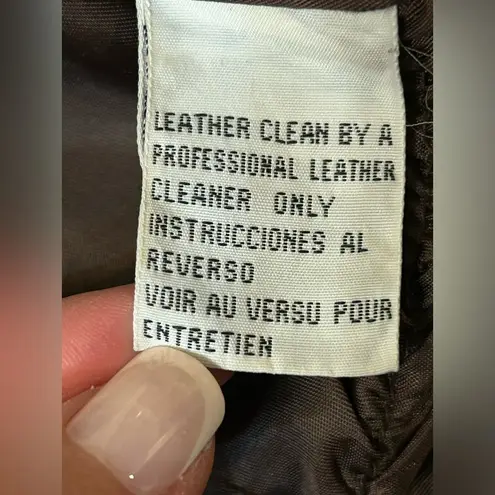 LEATHER CLEAN BY A
PROFESSIONAL LEATHER
CLEANER ONLY
INSTRUCCIONES AL
REVERSO
VOIR AU VERSU POUR
ENTRETIEN